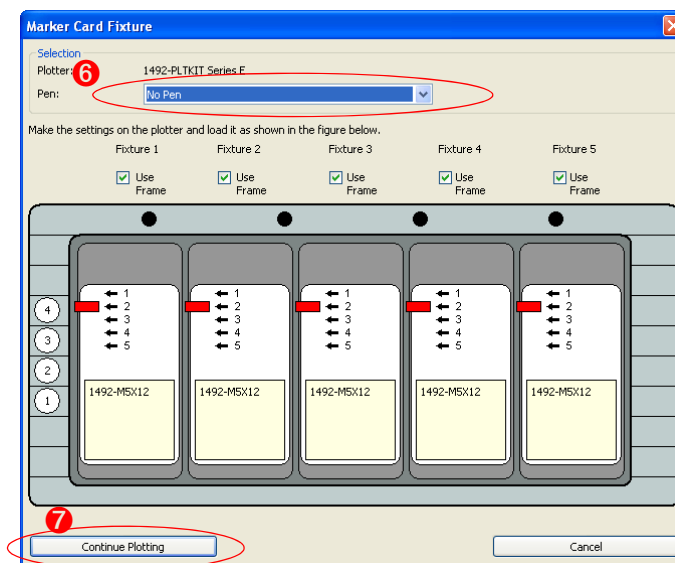 Marker Card Fixture
Selection
Plotter: 1492-PLTKIT Series E
6
Pen: No Pen
Make the settings on the plotter and load it as shown in the figure below.
Fixture 1 Fixture 2 Fixture 3 Fixture 4 Fixture 5
Use Frame Use Frame Use Frame Use Frame Use Frame
1 1 1 1 1
4 2 2 2 2 2
3 3 3 3 3
3 4 4 4 4 4
5 5 5 5 5
2
1 1492-M5X12 1492-M5X12 1492-M5X12 1492-M5X12 1492-M5X12
7
Continue Plotting Cancel